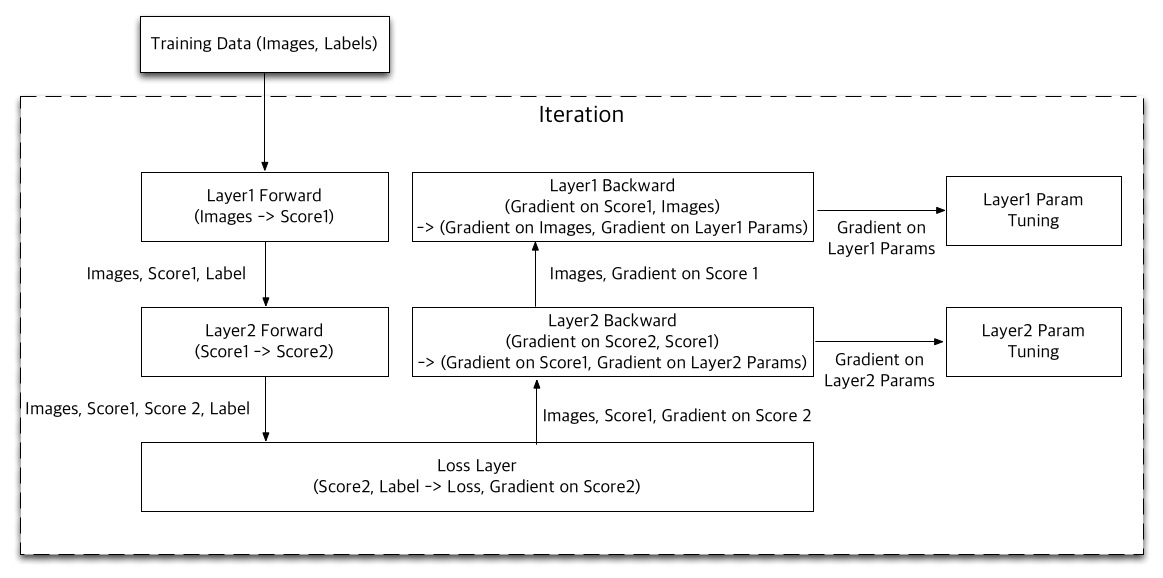 Training Data (Images, Labels)
Iteration
Layer1 Forward
(Images -> Score1)
Layer1 Backward
(Gradient on Score1, Images)
-> (Gradient on Images, Gradient on Layer1 Params)
Gradient on
Layer1 Params
Layer1 Param
Tuning
Images, Score1, Label
Images, Gradient on Score 1
Layer2 Forward
(Score1 -> Score2)
Layer2 Backward
(Gradient on Score2, Score1)
-> (Gradient on Score1, Gradient on Layer2 Params)
Gradient on
Layer2 Params
Layer2 Param
Tuning
Images, Score1, Score 2, Label
Images, Score1, Gradient on Score 2
Loss Layer
(Score2, Label -> Loss, Gradient on Score2)